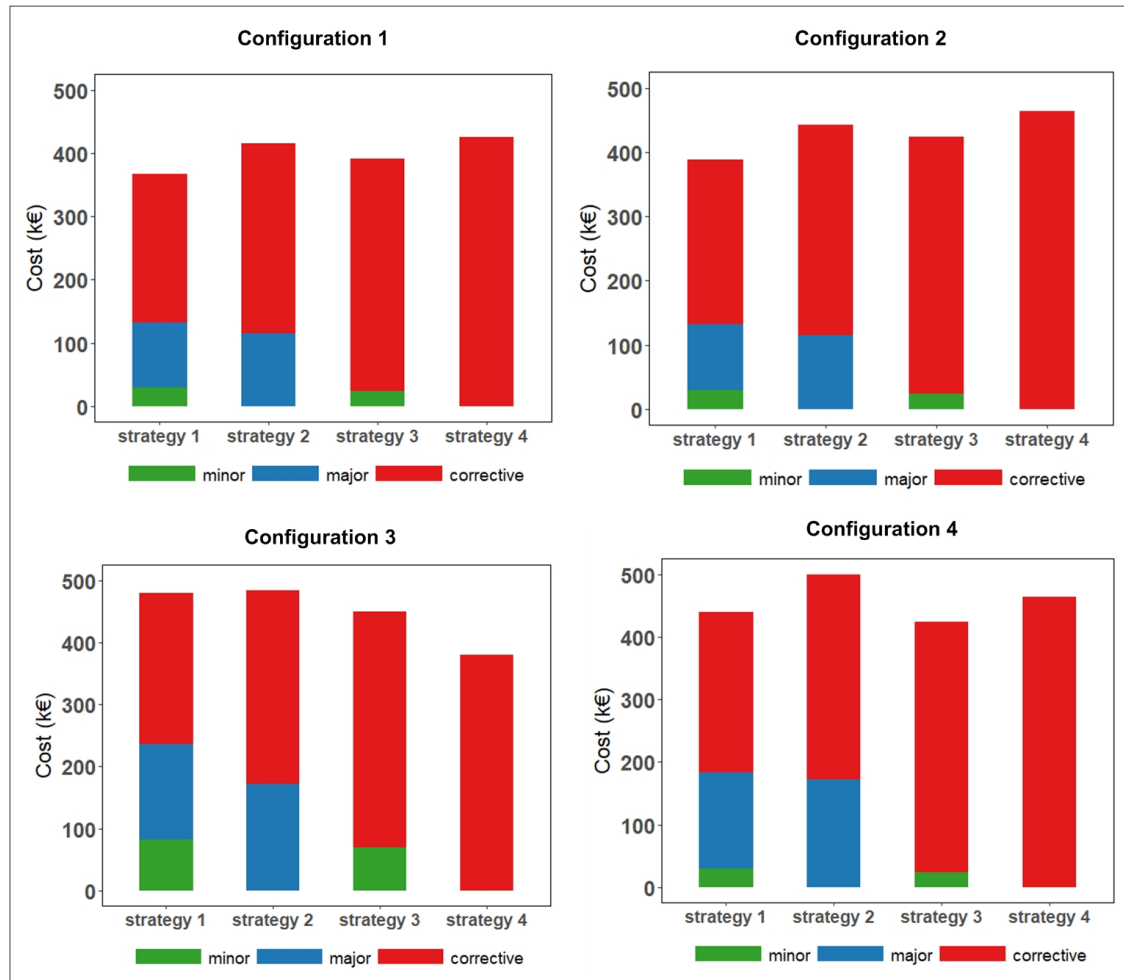 Configuration 1
Cost (k€)
500
400
300
200
100
0
strategy 1 strategy 2 strategy 3 strategy 4
minor major corrective
Configuration 2
Cost (k€)
500
400
300
200
100
0
strategy 1 strategy 2 strategy 3 strategy 4
minor major corrective
Configuration 3
Cost (k€)
500
400
300
200
100
0
strategy 1 strategy 2 strategy 3 strategy 4
minor major corrective
Configuration 4
Cost (k€)
500
400
300
200
100
0
strategy 1 strategy 2 strategy 3 strategy 4
minor major corrective